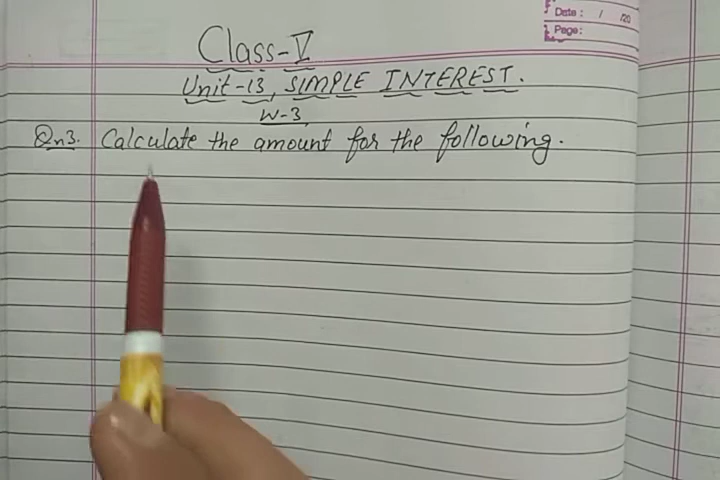 Date : / /20
Page:
Class-V
Unit-13, SIMPLE INTEREST.
W-3
Qn3. Calculate the amount for the following.